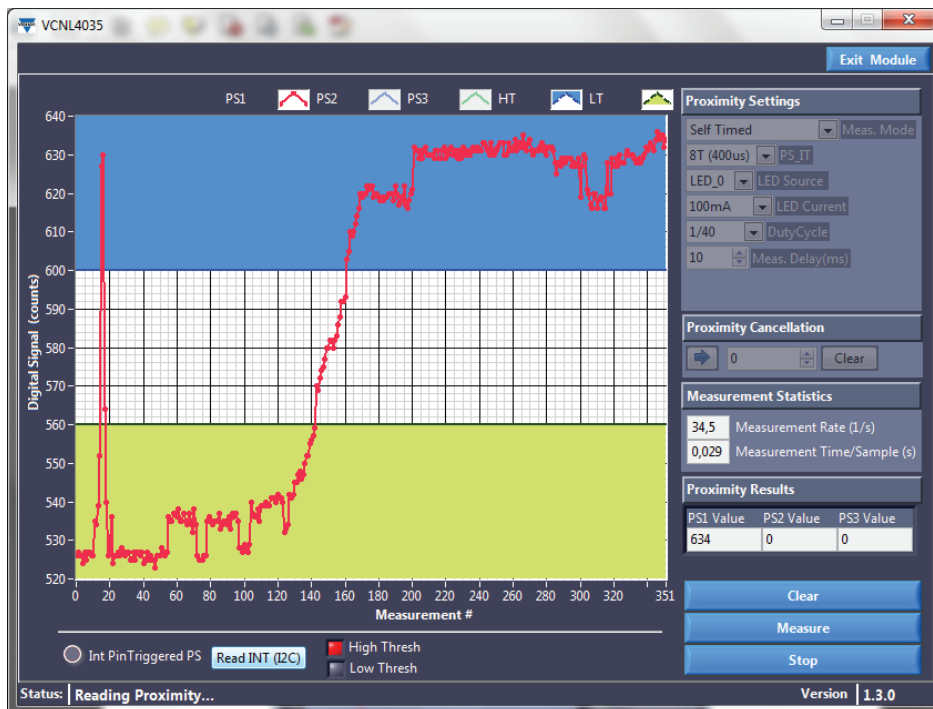 VCNL4035
Exit Module
PS1 PS2 PS3 HT LT
640
630
620
610
600
590
580
570
560
550
540
530
520
Digital Signal (counts)
0 20 40 60 80 100 120 140 160 180 200 220 240 260 280 300 320 351
Measurement #
Proximity Settings
Self Timed Meas. Mode
8T (400us) PS_IT
LED_0 LED Source
100mA LED Current
1/40 DutyCycle
10 Meas. Delay(ms)
Proximity Cancellation
0 Clear
Measurement Statistics
34,5 Measurement Rate (1/s)
0,029 Measurement Time/Sample (s)
Proximity Results
PS1 Value PS2 Value PS3 Value
634 0 0
Clear
Measure
Stop
Int PinTriggered PS Read INT (I2C)
High Thresh
Low Thresh
Status: Reading Proximity... Version 1.3.0